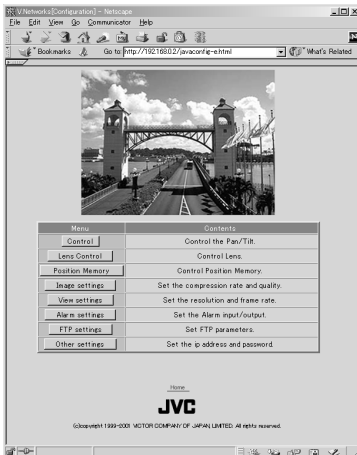 V.Networks[Configuration] - Netscape
File Edit View Go Communicator Help
Bookmarks Go to: http://192.168.0.2/javaconfig-e.html What's Related
Menu Contents
Control Control the Pan/Tilt.
Lens Control Control Lens.
Position Memory Control Position Memory.
Image settings Set the compression rate and quality.
View settings Set the resolution and frame rate.
Alarm settings Set the Alarm input/output.
FTP settings Set FTP parameters.
Other settings Set the ip address and password.
Home
JVC
(c)copyright 1999-2001 VICTOR COMPANY OF JAPAN, LIMITED. All rights reserved.